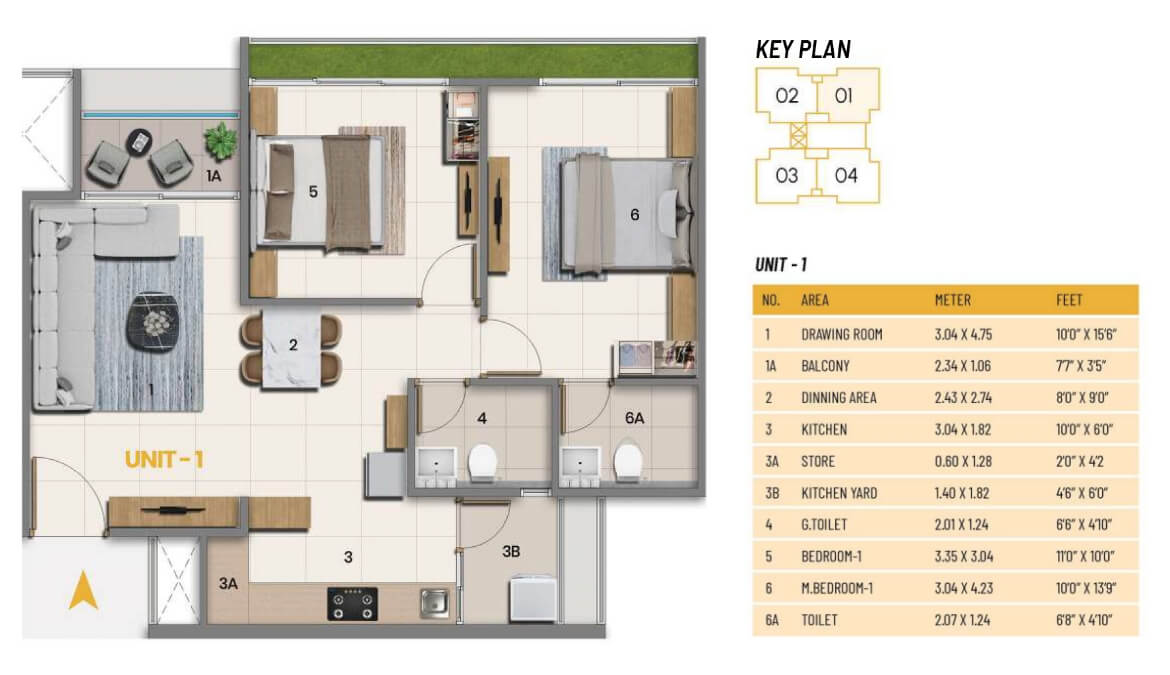 KEY PLAN
02 01
03 04
1A
5
6
2
1
4
6A
UNIT - 1
3
3A
3B
UNIT - 1
NO. AREA METER FEET
1 DRAWING ROOM 3.04 X 4.75 10'0" X 15'6"
1A BALCONY 2.34 X 1.06 7'7" X 3'5"
2 DINNING AREA 2.43 X 2.74 8'0" X 9'0"
3 KITCHEN 3.04 X 1.82 10'0" X 6'0"
3A STORE 0.60 X 1.28 2'0" X 4'2
3B KITCHEN YARD 1.40 X 1.82 4'6" X 6'0"
4 G.TOILET 2.01 X 1.24 6'6" X 4'10"
5 BEDROOM-1 3.35 X 3.04 11'0" X 10'0"
6 M.BEDROOM-1 3.04 X 4.23 10'0" X 13'9"
6A TOILET 2.07 X 1.24 6'8" X 4'10"